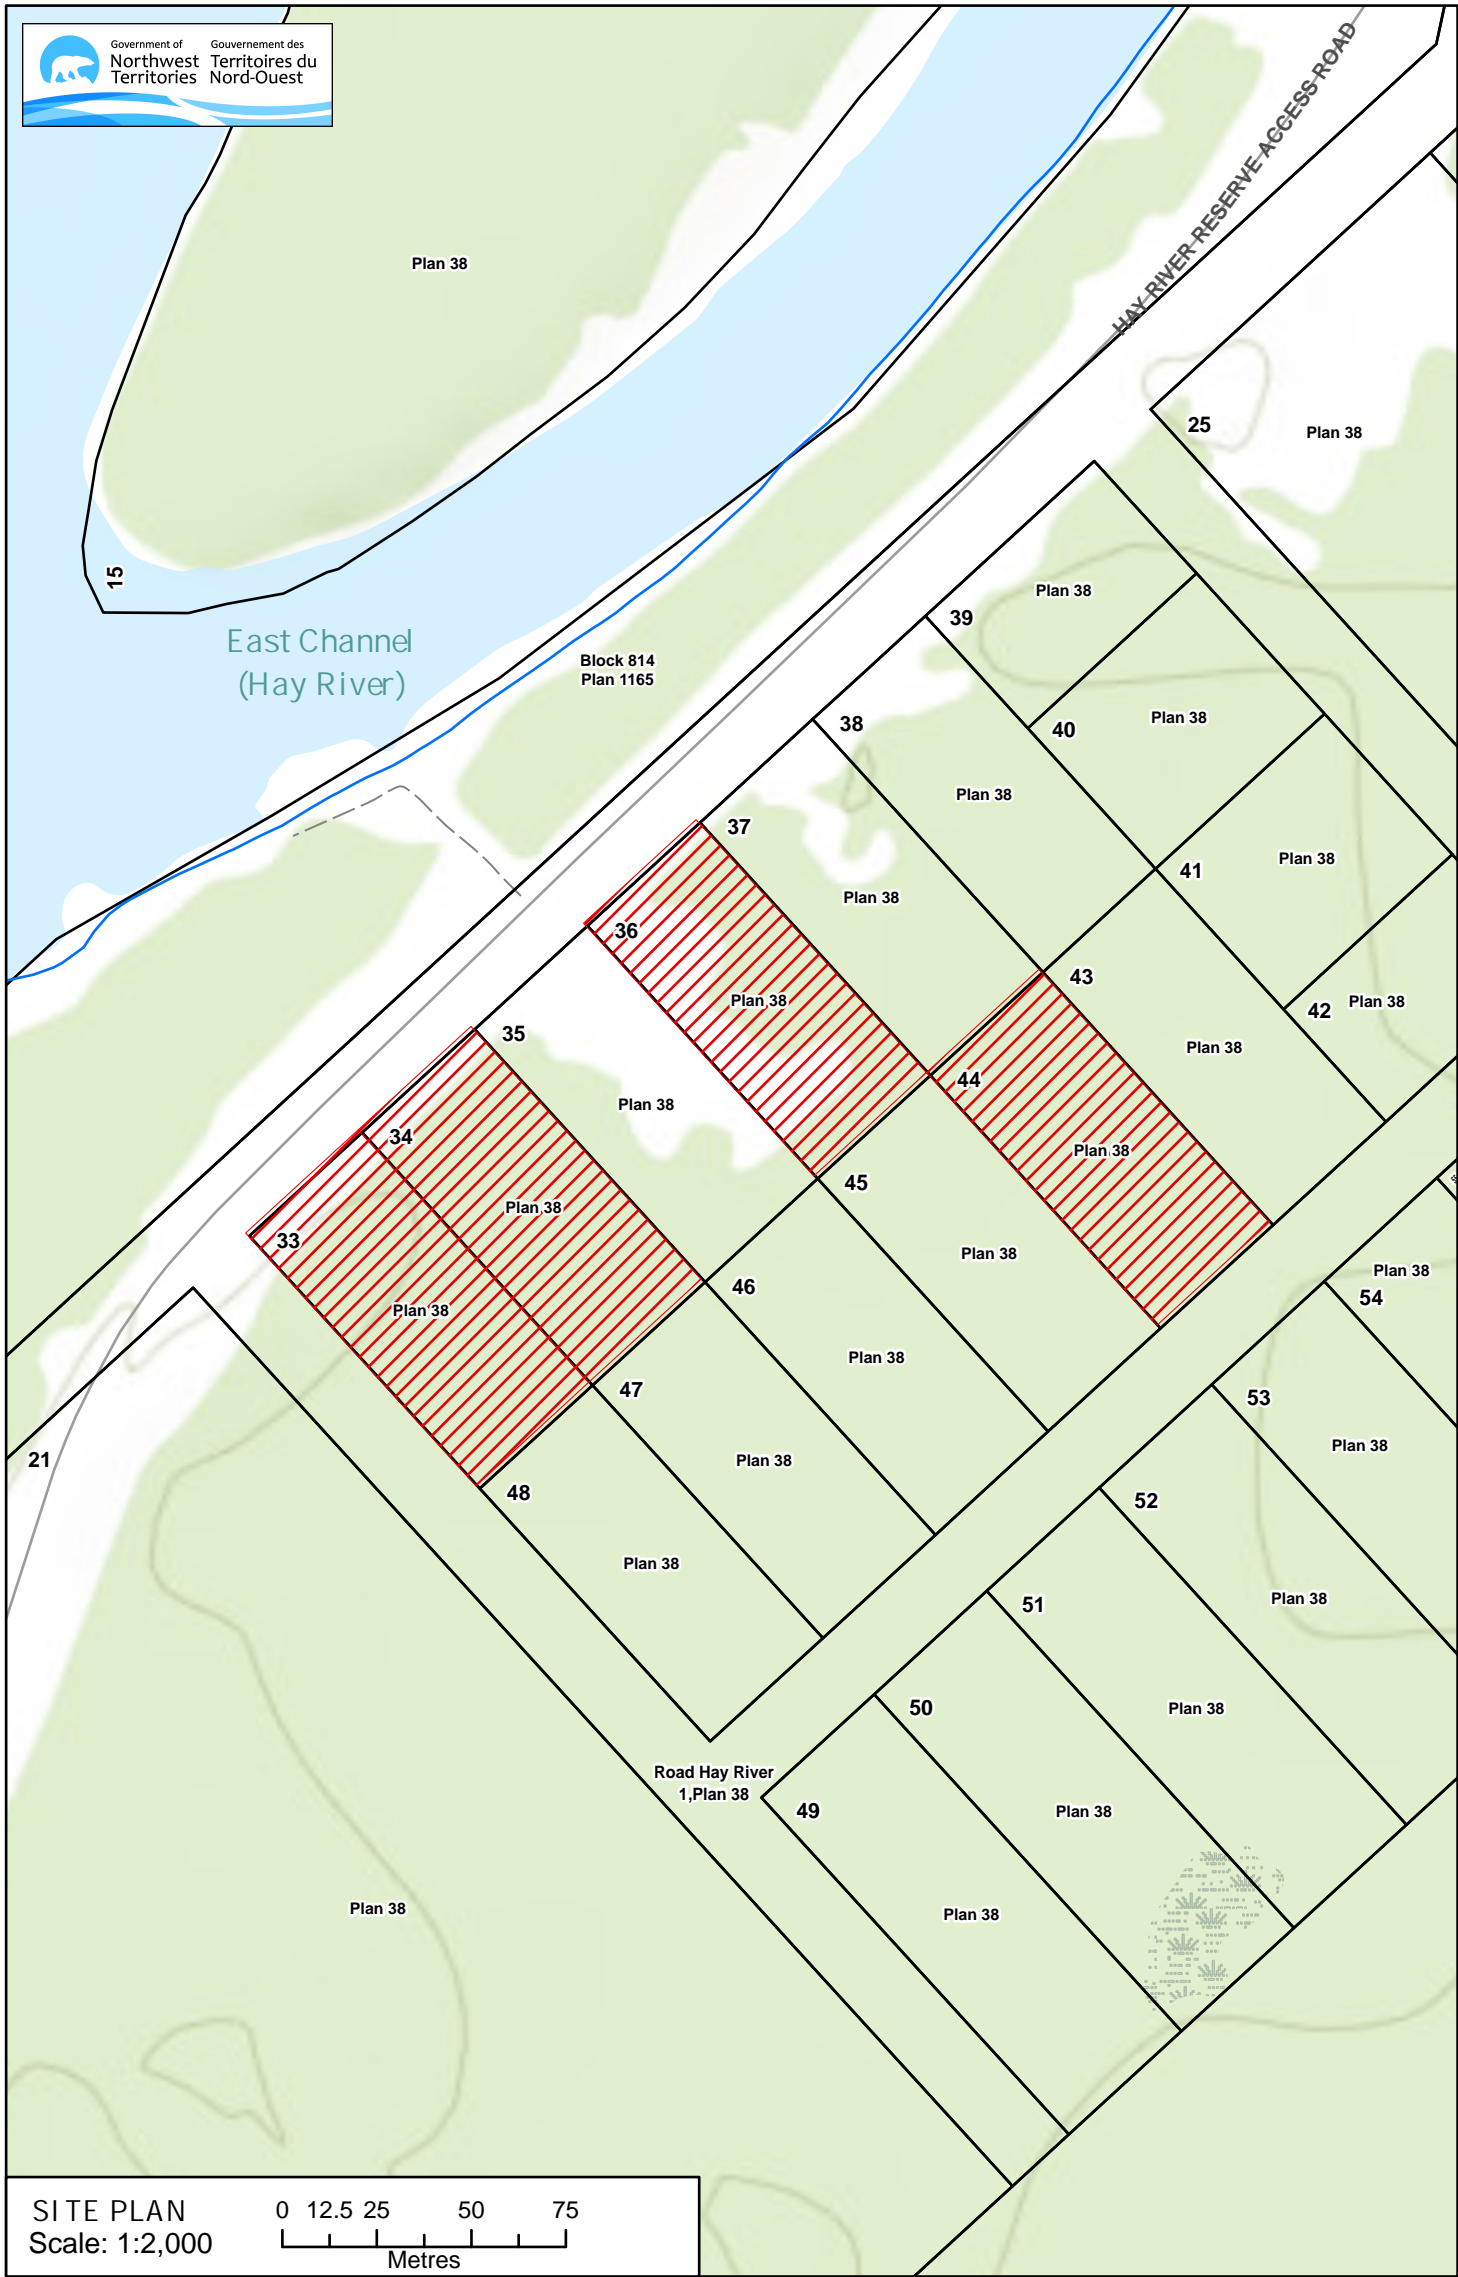 Government of
Northwest
Territories
Gouvernement des
Territoires du
Nord-Ouest
HAY RIVER RESERVE ACCESS ROAD
Plan 38
15
East Channel
(Hay River)
Block 814
Plan 1165
25
Plan 38
39
Plan 38
40
Plan 38
38
Plan 38
41
Plan 38
37
Plan 38
42
Plan 38
36
Plan 38
43
Plan 38
35
Plan 38
44
Plan 38
34
Plan 38
45
Plan 38
33
Plan 38
46
Plan 38
47
Plan 38
48
Plan 38
21
Plan 38
54
Plan 38
53
Plan 38
52
Plan 38
51
Plan 38
50
Plan 38
49
Plan 38
Road Hay River
1,Plan 38
Plan 38
SITE PLAN
Scale: 1:2,000
0 12.5 25 50 75
Metres